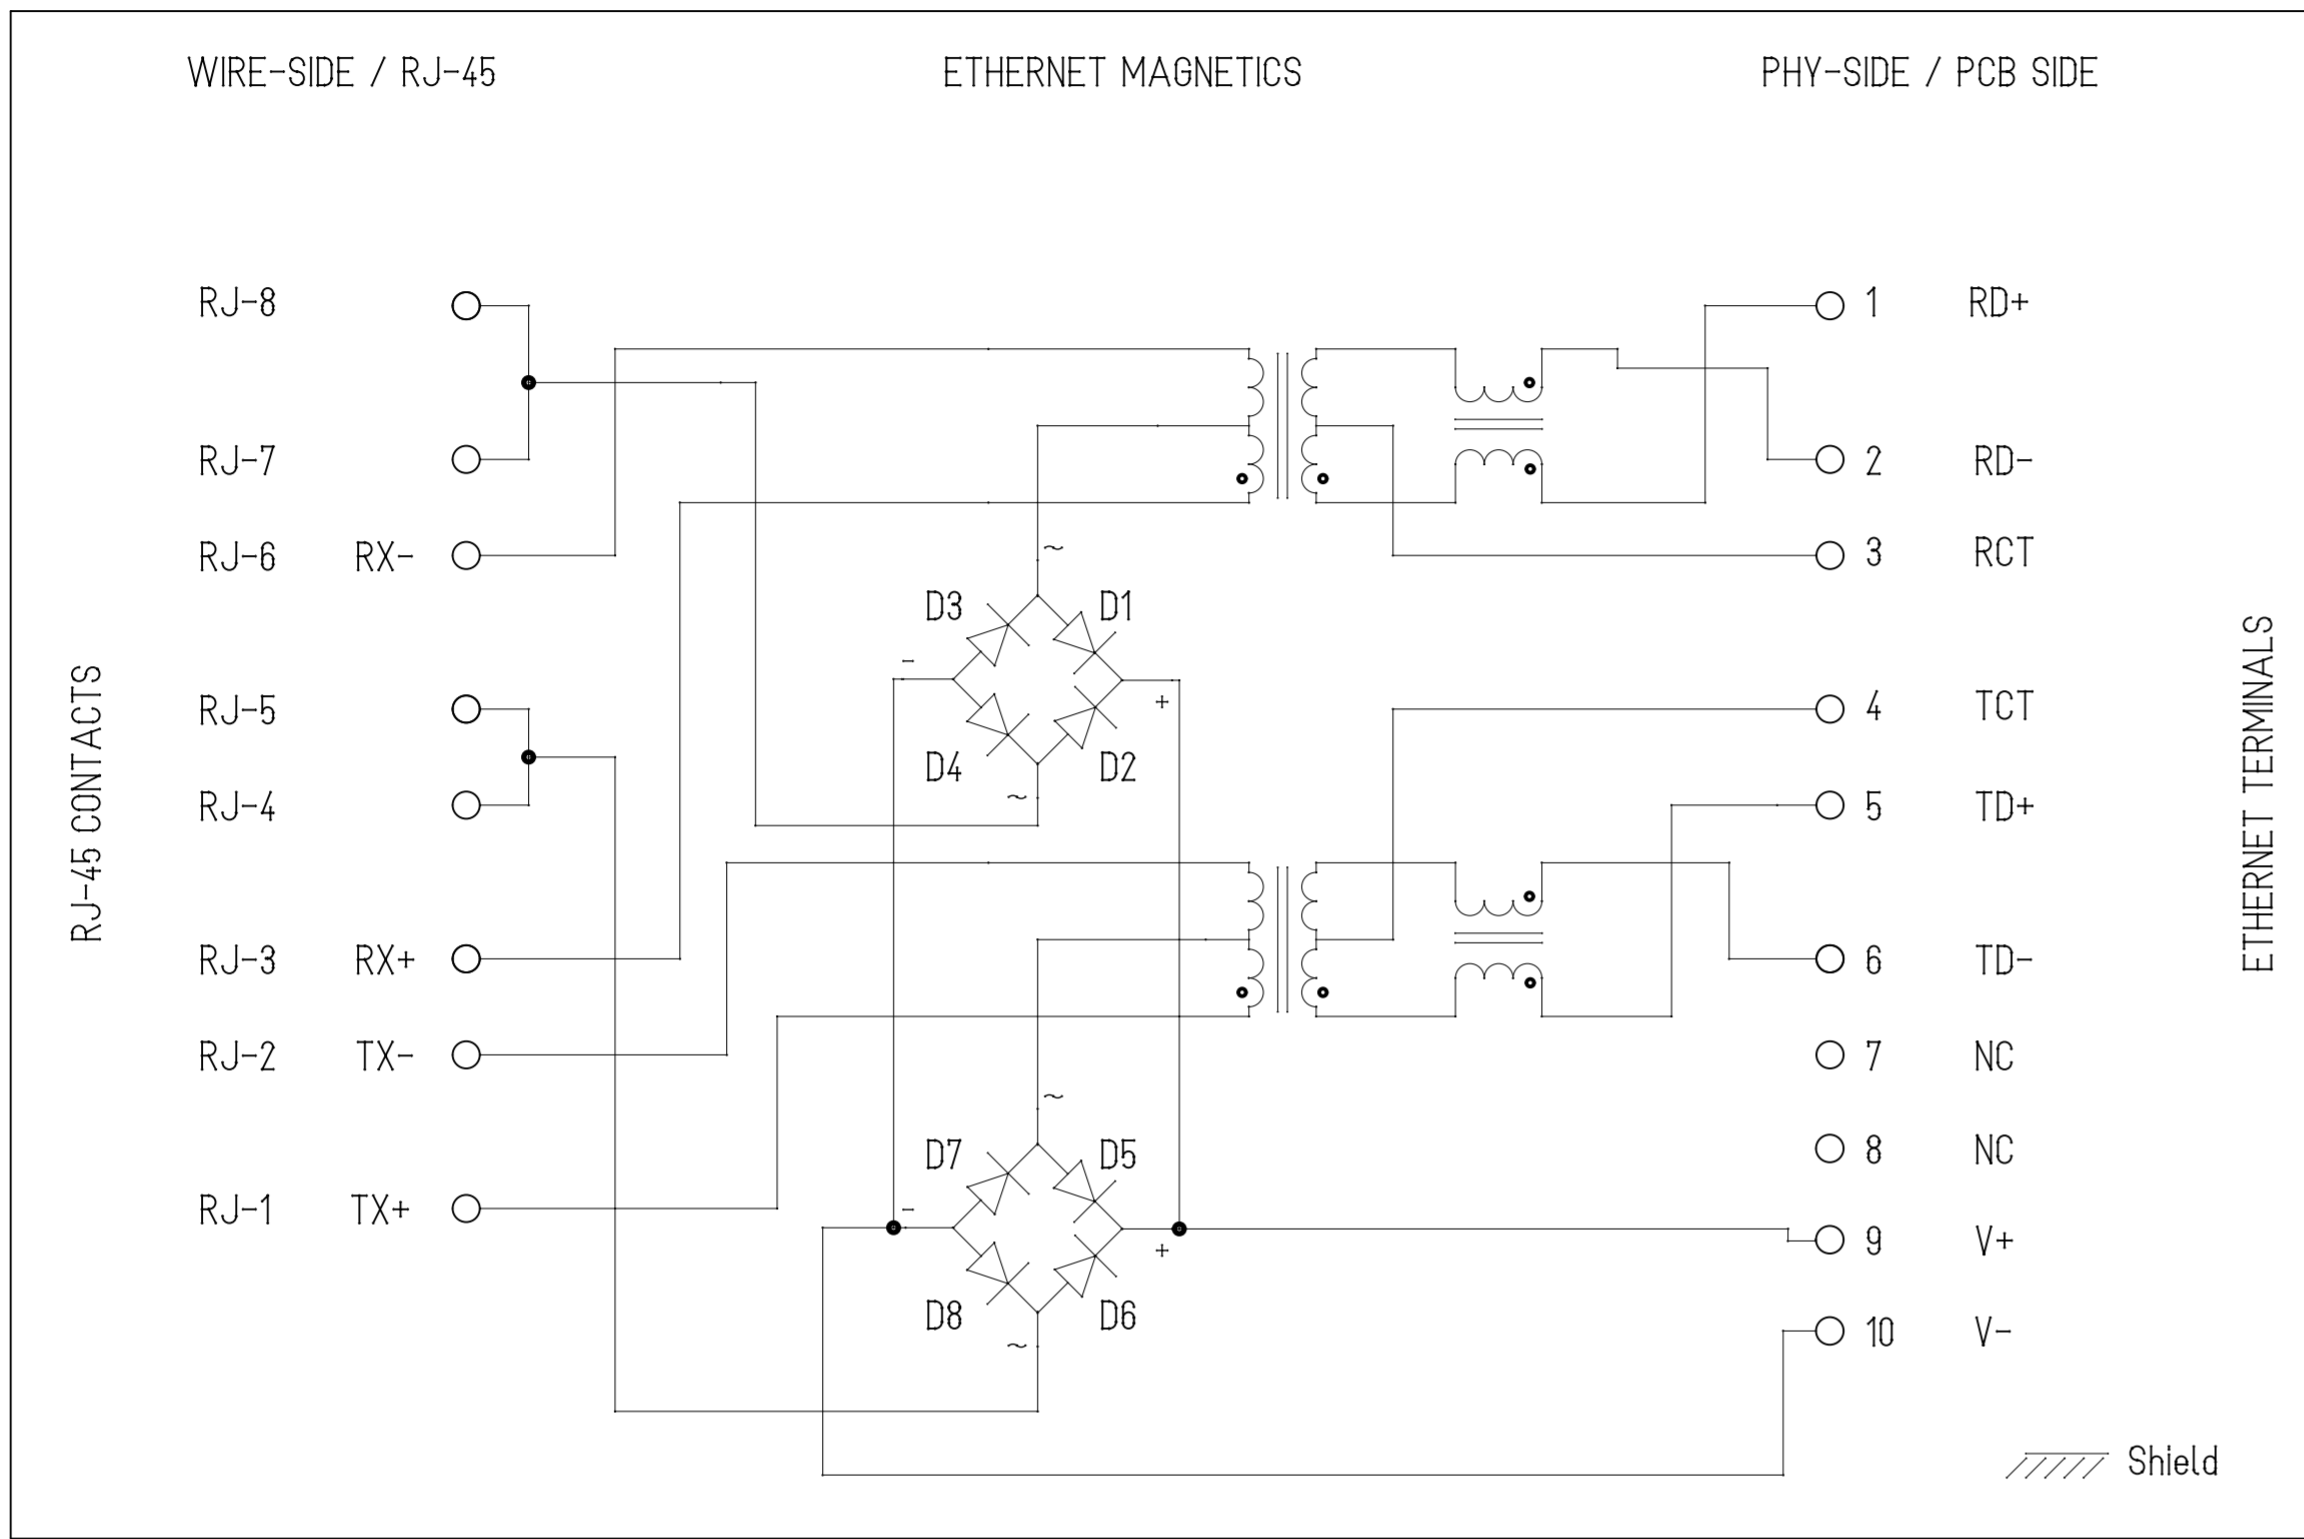 WIRE-SIDE / RJ-45 ETHERNET MAGNETICS PHY-SIDE / PCB SIDE
RJ-8 1 RD+
RJ-7 2 RD-
RJ-6 RX- 3 RCT
~
D3 D1
-
+
RJ-5 4 TCT
D4 D2
~
RJ-4 5 TD+
RJ-45 CONTACTS
ETHERNET TERMINALS
RJ-3 RX+ 6 TD-
RJ-2 TX- 7 NC
~
D7 D5 8 NC
RJ-1 TX+ -
9 V+
+
D8 D6 10 V-
~
Shield